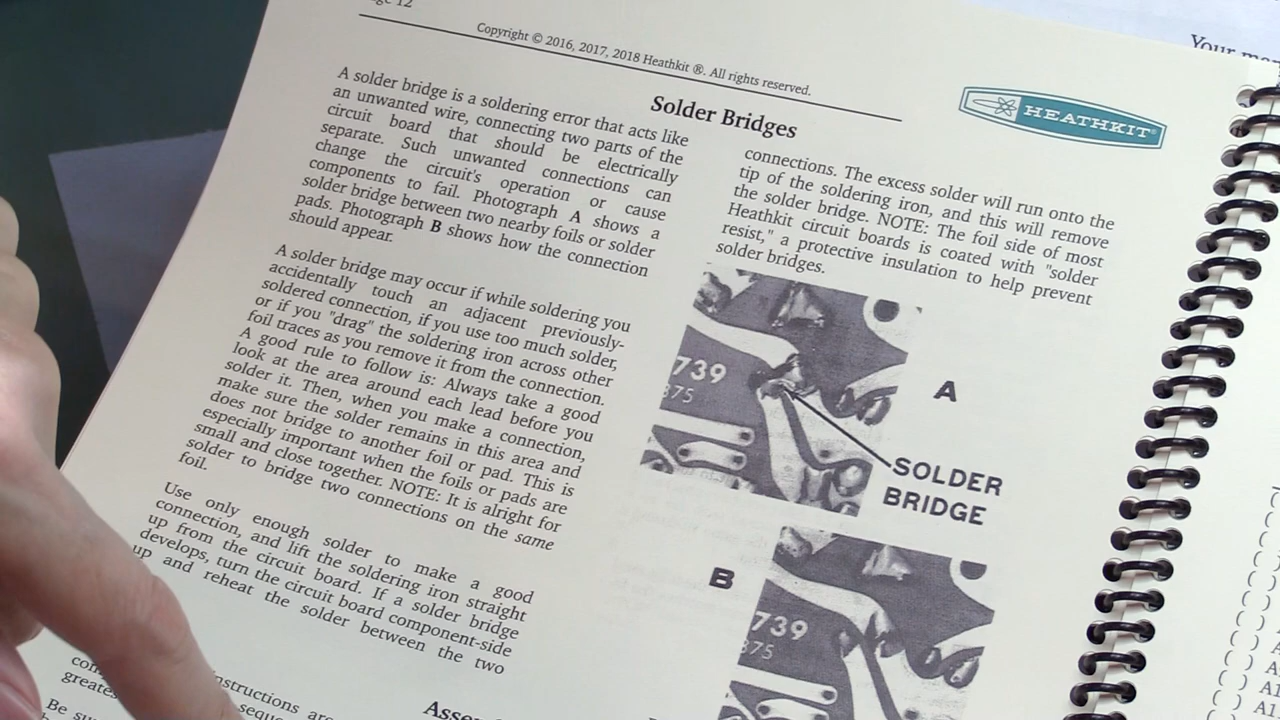 Page 12
Copyright © 2016, 2017, 2018 Heathkit ®. All rights reserved.
HEATHKIT®
Solder Bridges
A solder bridge is a soldering error that acts like
an unwanted wire, connecting two parts of the
circuit board that should be electrically
separate. Such unwanted connections can
change the circuit's operation or cause
components to fail. Photograph A shows a
solder bridge between two nearby foils or solder
pads. Photograph B shows how the connection
should appear.
A solder bridge may occur if while soldering you
accidentally touch an adjacent previously-
soldered connection, if you use too much solder,
or if you "drag" the soldering iron across other
foil traces as you remove it from the connection.
A good rule to follow is: Always take a good
look at the area around each lead before you
solder it. Then, when you make a connection,
make sure the solder remains in this area and
does not bridge to another foil or pad. This is
especially important when the foils or pads are
small and close together. NOTE: It is alright for
solder to bridge two connections on the same
foil.
Use only enough solder to make a good
connection, and lift the soldering iron straight
up from the circuit board. If a solder bridge
develops, turn the circuit board component-side
up and reheat the solder between the two
connections. The excess solder will run onto the
tip of the soldering iron, and this will remove
the solder bridge. NOTE: The foil side of most
Heathkit circuit boards is coated with "solder
resist," a protective insulation to help prevent
solder bridges.
739
375
A
SOLDER
BRIDGE
B
739
375
instructions are
Be
Your